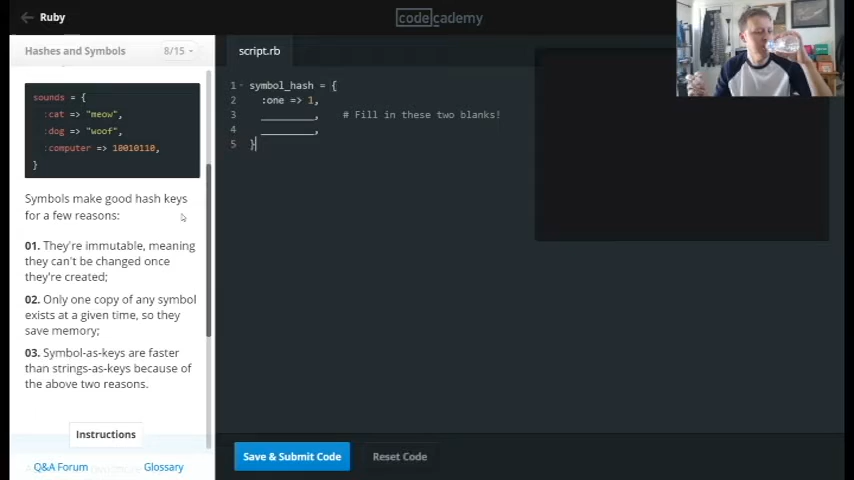 Ruby
codecademy
Hashes and Symbols 8/15
sounds = {
:cat => "meow",
:dog => "woof",
:computer => 10010110,
}
Symbols make good hash keys
for a few reasons:
01. They're immutable, meaning
they can't be changed once
they're created;
02. Only one copy of any symbol
exists at a given time, so they
save memory;
03. Symbol-as-keys are faster
than strings-as-keys because of
the above two reasons.
Instructions
Q&A Forum Glossary
script.rb
1 symbol_hash = {
2 :one => 1,
3 _________, # Fill in these two blanks!
4 _________,
5 }
Save & Submit Code
Reset Code